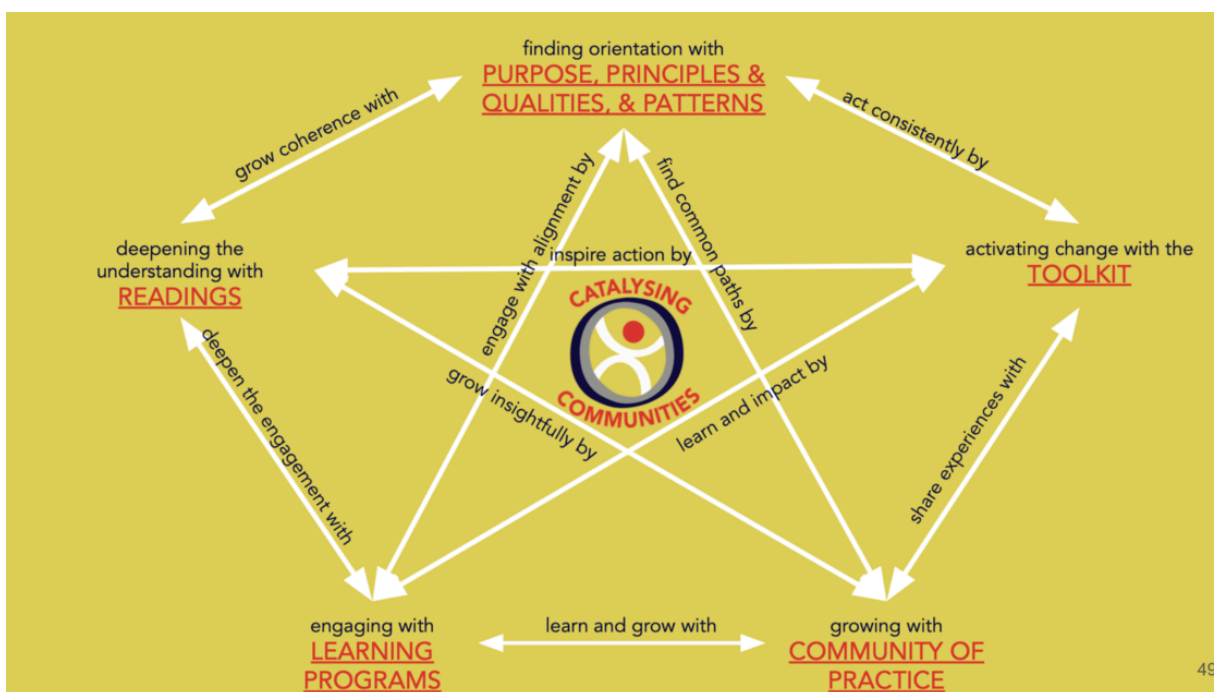 finding orientation with
PURPOSE, PRINCIPLES &
QUALITIES, & PATTERNS
grow coherence with
act consistently by
engage with alignment by
find common paths by
deepening the
understanding with
READINGS
inspire action by
activating change with the
TOOLKIT
CATALYSING
COMMUNITIES
deepen the engagement with
grow insightfully by
learn and impact by
share experiences with
engaging with
LEARNING
PROGRAMS
learn and grow with
growing with
COMMUNITY OF
PRACTICE
49